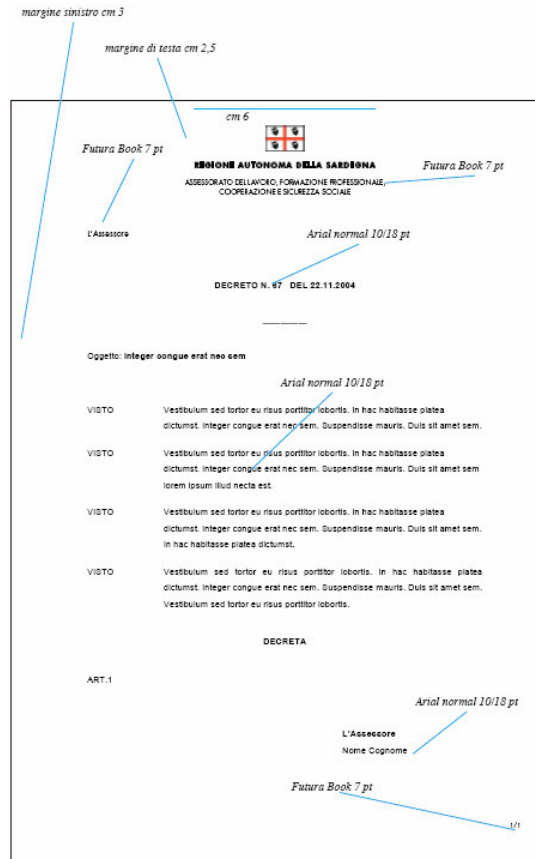 margine sinistro cm 3
margine di testa cm 2,5
cm 6
Futura Book 7 pt
REGIONE AUTONOMA DELLA SARDEGNA
Futura Book 7 pt
ASSESSORATO DEL LAVORO, FORMAZIONE PROFESSIONALE,
COOPERAZIONE E SICUREZZA SOCIALE
L'Assessore
Arial normal 10/18 pt
DECRETO N. 67 DEL 22.11.2004
Oggetto: Integer congue erat nec sem
Arial normal 10/18 pt
VISTO Vestibulum sed tortor eu risus porttitor lobortis. In hac habitasse platea
dictumst. Integer congue erat nec sem. Suspendisse mauris. Duis sit amet sem.
VISTO Vestibulum sed tortor eu risus porttitor lobortis. In hac habitasse platea
dictumst. Integer congue erat nec sem. Suspendisse mauris. Duis sit amet sem
lorem ipsum illud necta est.
VISTO Vestibulum sed tortor eu risus porttitor lobortis. In hac habitasse platea
dictumst. Integer congue erat nec sem. Suspendisse mauris. Duis sit amet sem.
In hac habitasse platea dictumst.
VISTO Vestibulum sed tortor eu risus porttitor lobortis. In hac habitasse platea
dictumst. Integer congue erat nec sem. Suspendisse mauris. Duis sit amet sem.
Vestibulum sed tortor eu risus porttitor lobortis.
DECRETA
ART.1
Arial normal 10/18 pt
L'Assessore
Nome Cognome
Futura Book 7 pt
1/1